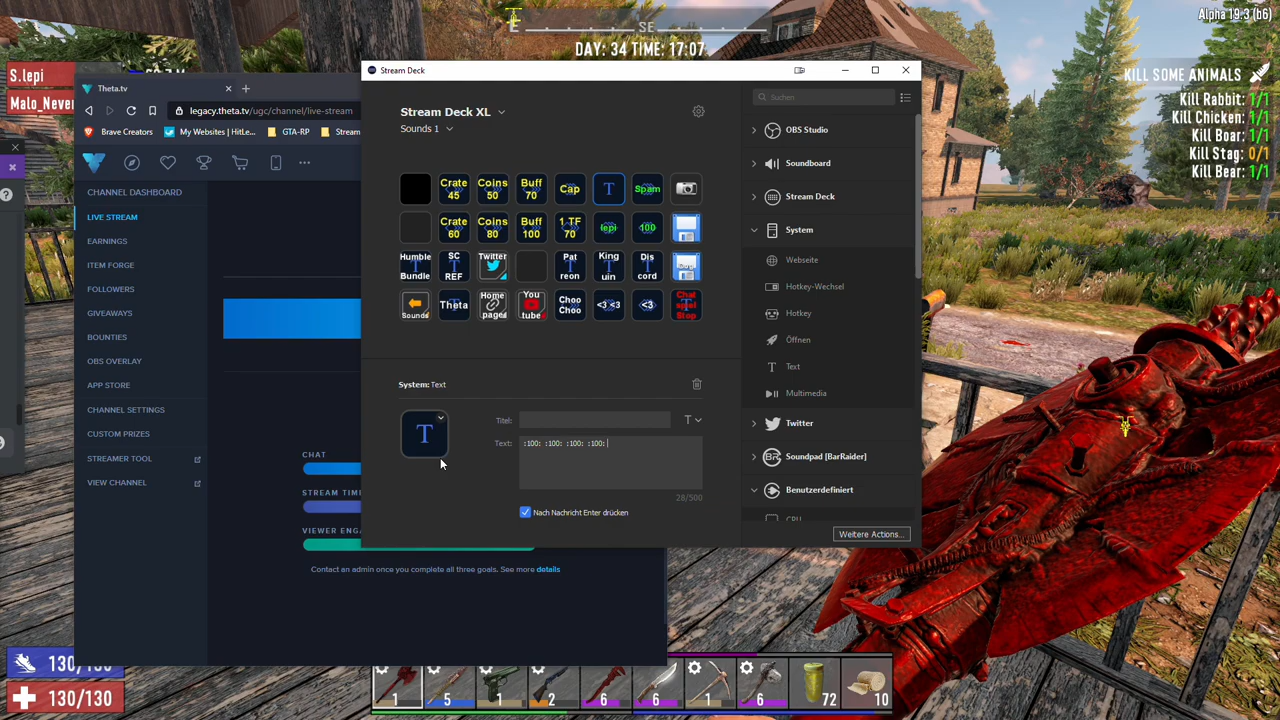 Alpha 19.3 (b6)
E
SE
DAY: 34 TIME: 17:07
S.lepi
Malo_Never
KILL SOME ANIMALS
Kill Rabbit: 1/1
Kill Chicken: 1/1
Kill Boar: 1/1
Kill Stag: 0/1
Kill Bear: 1/1
Theta.tv
legacy.theta.tv/ugc/channel/live-stream
Brave Creators
My Websites | HitLe...
GTA-RP
Stream
CHANNEL DASHBOARD
LIVE STREAM
EARNINGS
ITEM FORGE
FOLLOWERS
GIVEAWAYS
BOUNTIES
OBS OVERLAY
APP STORE
CHANNEL SETTINGS
CUSTOM PRIZES
STREAMER TOOL
VIEW CHANNEL
CHAT
STREAM TIME
VIEWER ENGA
Contact an admin once you complete all three goals. See more details
Stream Deck
Stream Deck XL
Sounds 1
Crate 45
Coins 50
Buff 70
Cap
T
Spam
Crate 60
Coins 80
Buff 100
1 TF 70
lepi
100
Humble Bundle
SC REF
Twitter
Pat reon
King uin
Dis cord
Sounds
Theta
Home page
You tube
Choo Choo
<3 <3
<3
Chat spiel Stop
System: Text
T
Titel:
T
Text:
:100: :100: :100: :100:
28/500
Nach Nachricht Enter drücken
Suchen
OBS Studio
Soundboard
Stream Deck
System
Webseite
Hotkey-Wechsel
Hotkey
Öffnen
Text
Multimedia
Twitter
Soundpad [BarRaider]
Benutzerdefiniert
CPU
Weitere Actions...
130/130
130/130
1
5
1
2
6
6
1
6
72
10